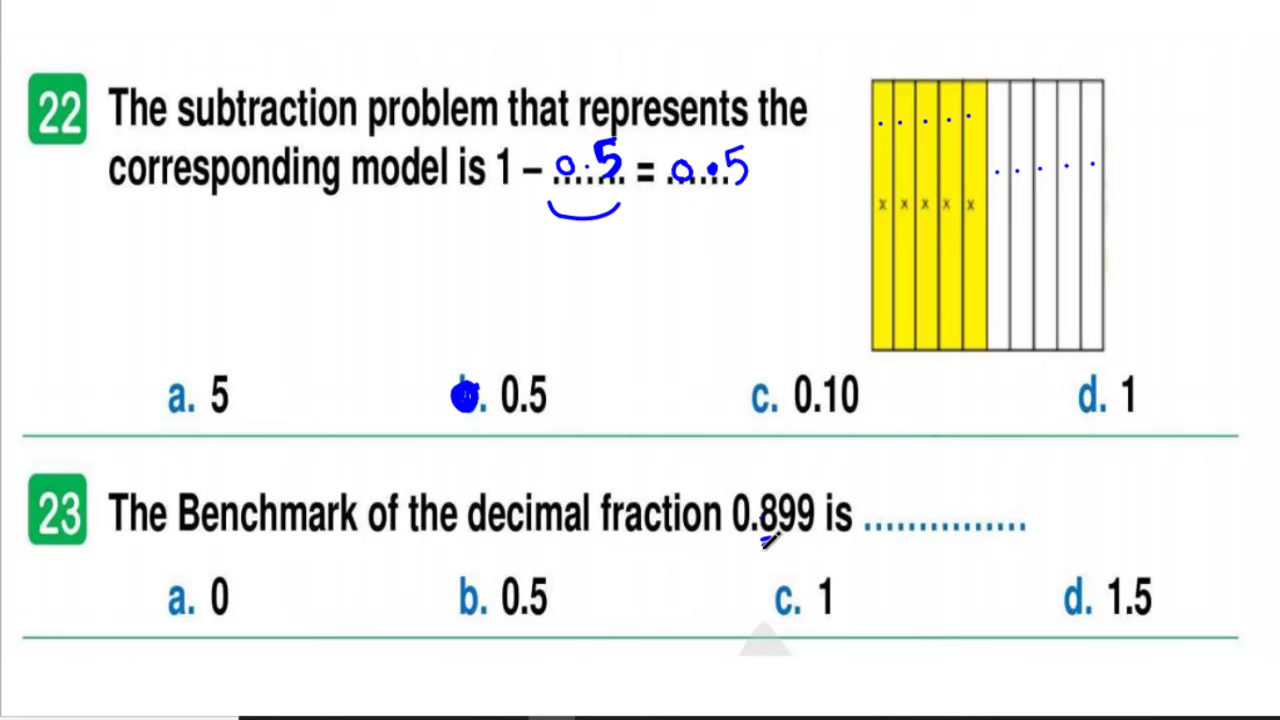 22 The subtraction problem that represents the
corresponding model is 1 – 0.5 = 0.5
x x x x x
a. 5 b. 0.5 c. 0.10 d. 1
23 The Benchmark of the decimal fraction 0.899 is ...............
a. 0 b. 0.5 c. 1 d. 1.5